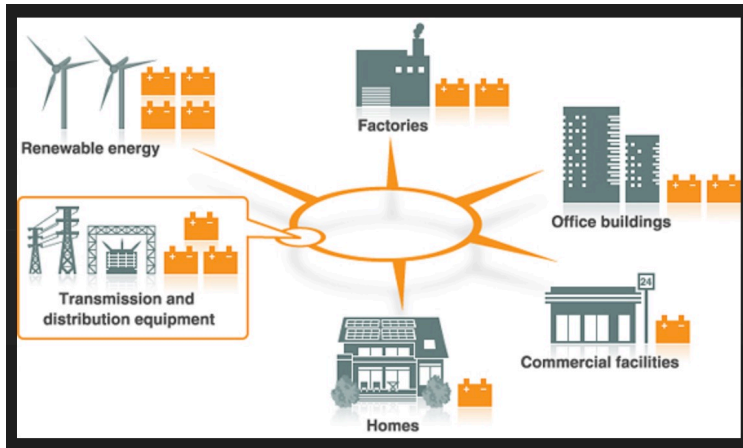 Renewable energy
Factories
Office buildings
Transmission and
distribution equipment
24
Commercial facilities
Homes